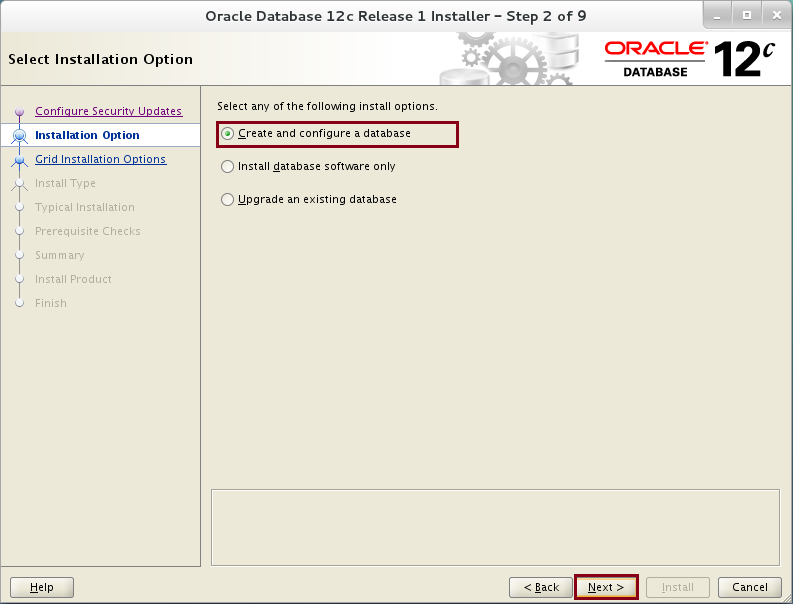 Oracle Database 12c Release 1 Installer - Step 2 of 9
Select Installation Option
ORACLE®
DATABASE
12c
Configure Security Updates
Installation Option
Grid Installation Options
Install Type
Typical Installation
Prerequisite Checks
Summary
Install Product
Finish
Select any of the following install options.
Create and configure a database
Install database software only
Upgrade an existing database
Help
< Back
Next >
Install
Cancel